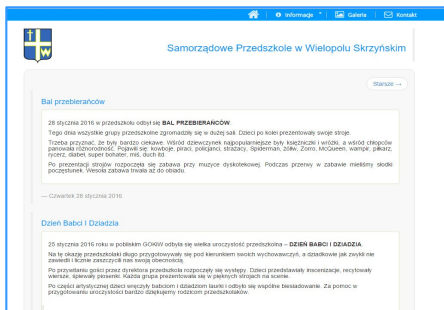 Informacje
Galeria
Kontakt
Samorządowe Przedszkole w Wielopolu Skrzyńskim
Starsze →
Bal przebierańców
28 stycznia 2016 w przedszkolu odbył się BAL PRZEBIERAŃCÓW.
Tego dnia wszystkie grupy przedszkolne zgromadziły się w dużej sali. Dzieci po kolei prezentowały swoje stroje.
Trzeba przyznać, że były bardzo ciekawe. Wśród dziewczynek najpopularniejsze były księżniczki i wróżki, a wśród chłopców
panowała różnorodność. Pojawili się: kowboje, piraci, policjanci, strażacy, Spiderman, żółw, Zorro, McQueen, wampir, piłkarz,
rycerz, diabeł, super bohater, miś, duch itd.
Po prezentacji strojów rozpoczęła się zabawa przy muzyce dyskotekowej. Podczas przerwy w zabawie mieliśmy słodki
poczęstunek. Wesoła zabawa trwała aż do obiadu.
— Czwartek 28 stycznia 2016
Dzień Babci I Dziadzia
25 stycznia 2016 roku w pobliskim GOKiW odbyła się wielka uroczystość przedszkolna – DZIEŃ BABCI I DZIADZIA.
Na tę okazję przedszkolaki długo przygotowywały się pod kierunkiem swoich wychowawczyń, a dziadkowie jak zwykle nie
zawiedli i licznie zaszczycili nas swoją obecnością.
Po przywitaniu gości przez dyrektora przedszkola rozpoczęły się występy. Dzieci przedstawiały inscenizacje, recytowały
wiersze, śpiewały piosenki. Każda grupa prezentowała się w pięknych strojach na scenie.
Po części artystycznej dzieci wręczyły babciom i dziadziom laurki i odbyło się wspólne biesiadowanie. Za pomoc w
przygotowaniu uroczystości bardzo dziękujemy rodzicom przedszkolaków.